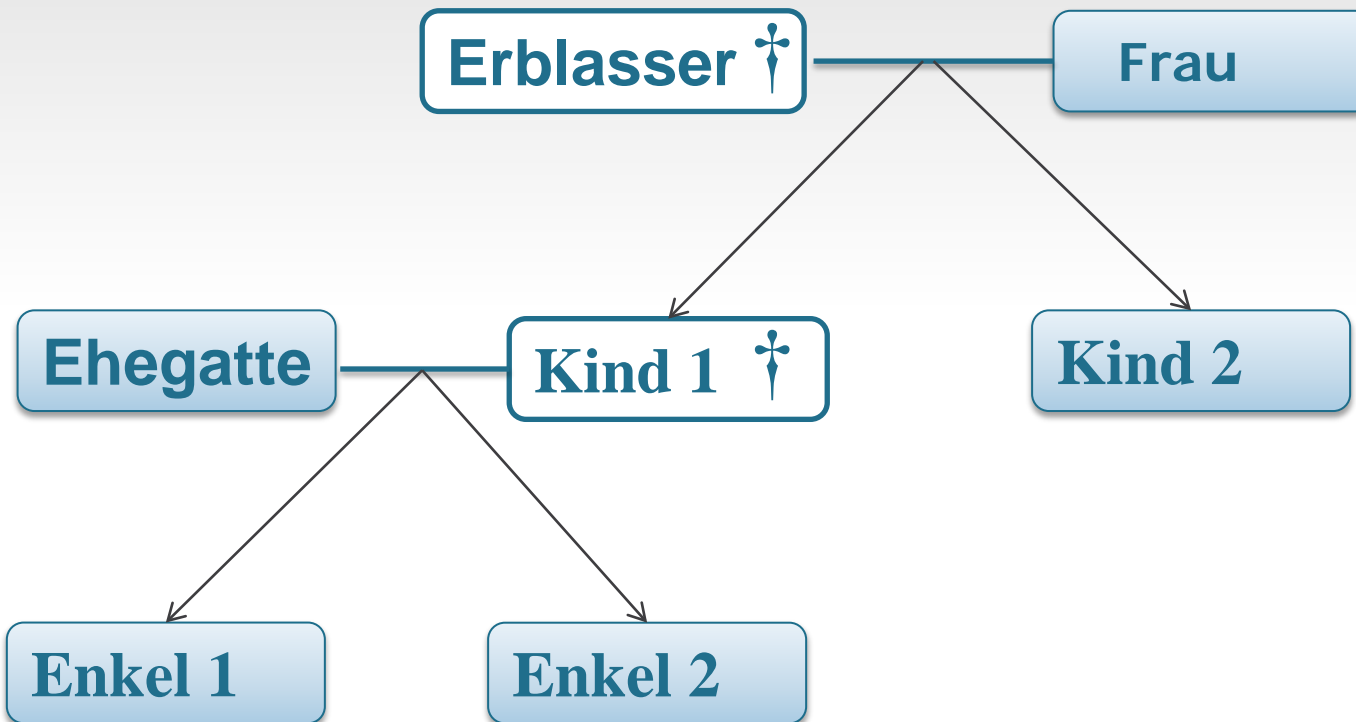 Erblasser †
Frau
Ehegatte
Kind 1 †
Kind 2
Enkel 1
Enkel 2